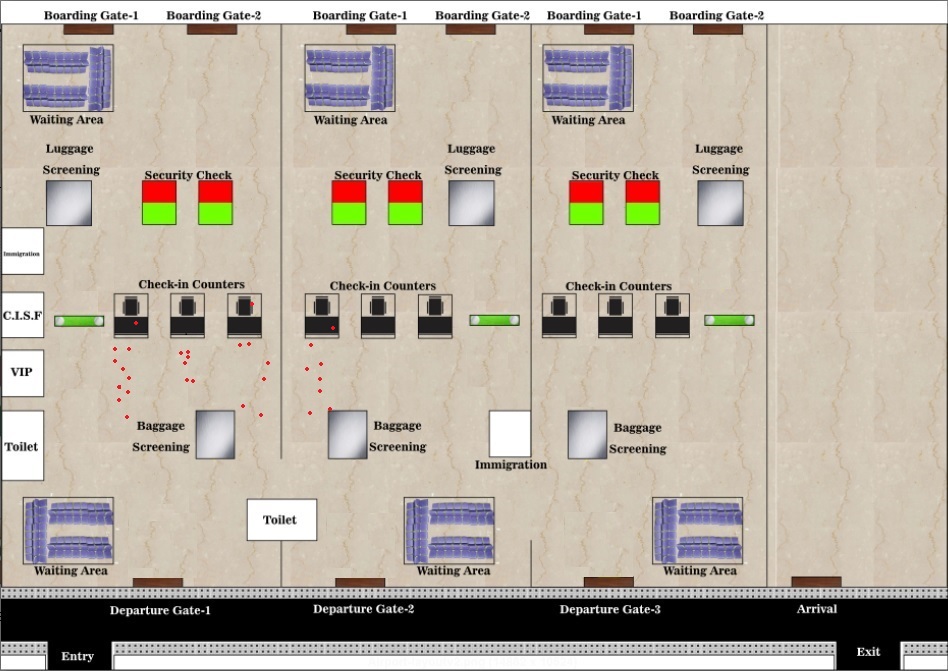 Boarding Gate-1
Boarding Gate-2
Boarding Gate-1
Boarding Gate-2
Boarding Gate-1
Boarding Gate-2
Waiting Area
Waiting Area
Waiting Area
Luggage
Screening
Security Check
Security Check
Luggage
Screening
Security Check
Luggage
Screening
Immigration
Check-in Counters
Check-in Counters
Check-in Counters
C.I.S.F
VIP
Toilet
Baggage
Screening
Baggage
Screening
Baggage
Screening
Immigration
Toilet
Waiting Area
Waiting Area
Waiting Area
Departure Gate-1
Departure Gate-2
Departure Gate-3
Arrival
Entry
Exit